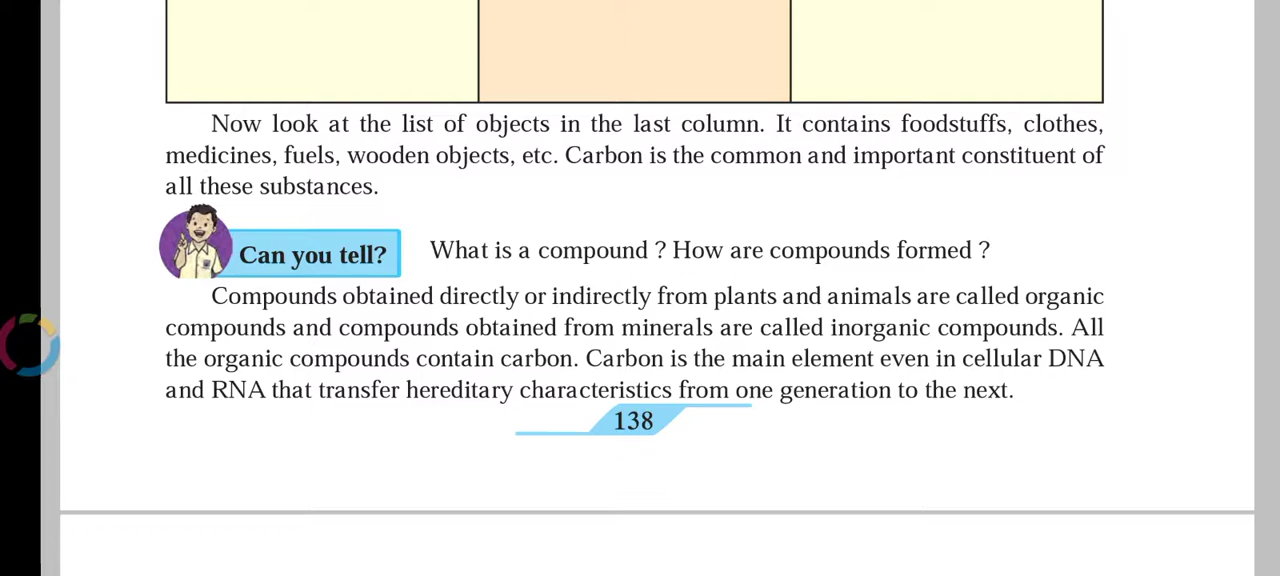 Now look at the list of objects in the last column. It contains foodstuffs, clothes,
medicines, fuels, wooden objects, etc. Carbon is the common and important constituent of
all these substances.
Can you tell? What is a compound ? How are compounds formed ?
Compounds obtained directly or indirectly from plants and animals are called organic
compounds and compounds obtained from minerals are called inorganic compounds. All
the organic compounds contain carbon. Carbon is the main element even in cellular DNA
and RNA that transfer hereditary characteristics from one generation to the next.
138